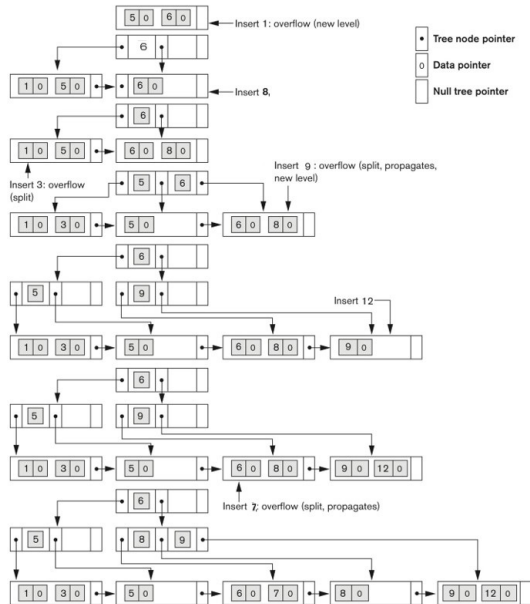 5 0 6 0
Insert 1: overflow (new level)
Tree node pointer
6
0 Data pointer
1 0 5 0 6 0
Insert 8,
Null tree pointer
6
1 0 5 0 6 0 8 0
Insert 3: overflow
(split)
Insert 9 : overflow (split, propagates,
new level)
5 6
1 0 3 0 5 0 6 0 8 0
6
5 9
Insert 12
1 0 3 0 5 0 6 0 8 0 9 0
6
5 9
1 0 3 0 5 0 6 0 8 0 9 0 12 0
Insert 7; overflow (split, propagates)
6
5 8 9
1 0 3 0 5 0 6 0 7 0 8 0 9 0 12 0